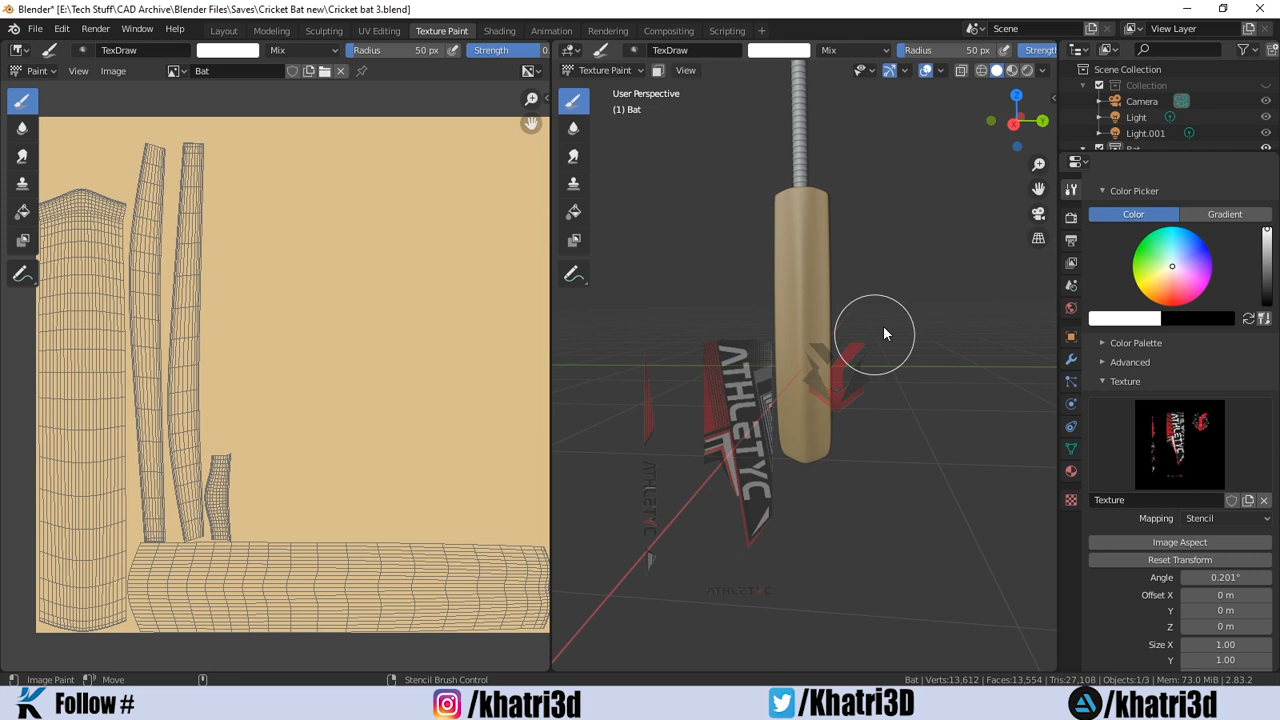 Blender* [E:\Tech Stuff\CAD Archive\Blender Files\Saves\Cricket Bat new\Cricket bat 3.blend]
File Edit Render Window Help Layout Modeling Sculpting UV Editing Texture Paint Shading Animation Rendering Compositing Scripting + Scene View Layer
TexDraw Mix Radius 50 px Strength 0. TexDraw Mix Radius 50 px Strengtl
Paint View Image Bat Texture Paint View
Scene Collection
Collection
Camera
Light
Light.001
Bat
User Perspective
(1) Bat
Z
Y
X
Color Picker
Color Gradient
Color Palette
Advanced
Texture
Texture
Mapping Stencil
Image Aspect
Reset Transform
Angle 0.201°
Offset X 0 m
Y 0 m
Z 0 m
Size X 1.00
Y 1.00
ATHLETYC
ATHLETYC
ATHLETYC
Image Paint Move Stencil Brush Control Bat | Verts:13,612 | Faces:13,554 | Tris:27,108 | Objects:1/3 | Mem: 73.0 MiB | 2.83.2
Follow # /khatri3d /Khatri3D /khatri3d